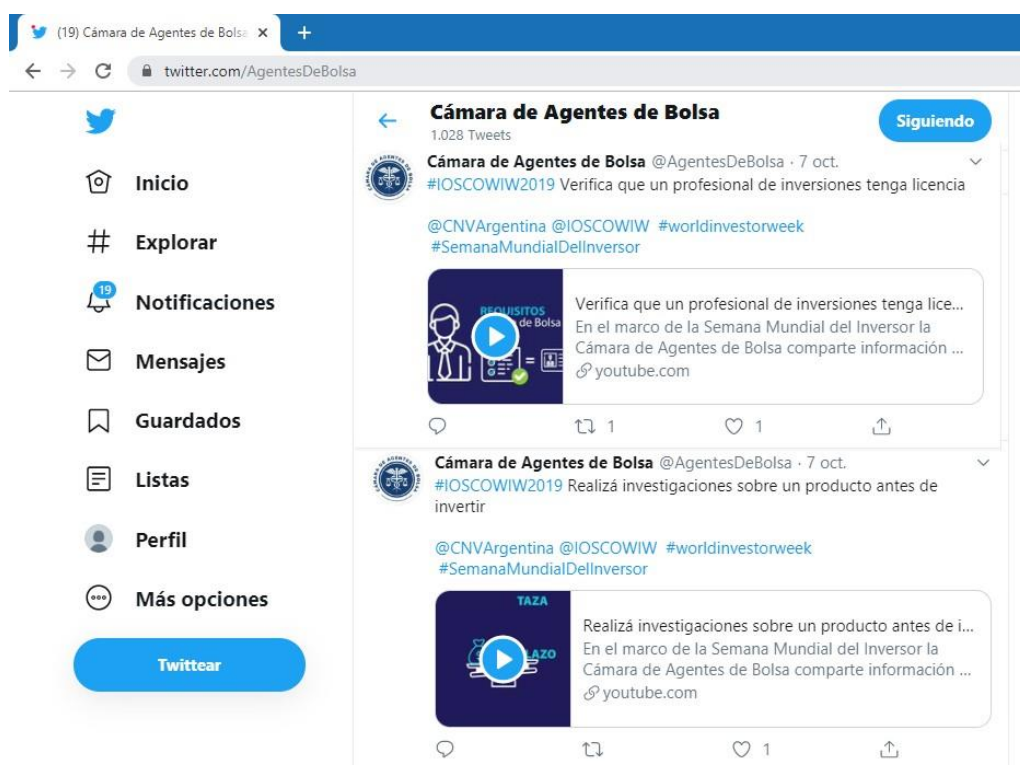 (19) Cámara de Agentes de Bolsa
twitter.com/AgentesDeBolsa
Inicio
Explorar
19
Notificaciones
Mensajes
Guardados
Listas
Perfil
Más opciones
Twittear
Cámara de Agentes de Bolsa
1.028 Tweets
Siguiendo
Cámara de Agentes de Bolsa @AgentesDeBolsa · 7 oct.
#IOSCOWIW2019 Verifica que un profesional de inversiones tenga licencia
@CNVArgentina @IOSCOWIW #worldinvestorweek
#SemanaMundialDelInversor
REQUISITOS
de Bolsa
Verifica que un profesional de inversiones tenga lice...
En el marco de la Semana Mundial del Inversor la
Cámara de Agentes de Bolsa comparte información ...
youtube.com
1
1
Cámara de Agentes de Bolsa @AgentesDeBolsa · 7 oct.
#IOSCOWIW2019 Realizá investigaciones sobre un producto antes de
invertir
@CNVArgentina @IOSCOWIW #worldinvestorweek
#SemanaMundialDelInversor
TAZA
LAZO
Realizá investigaciones sobre un producto antes de i...
En el marco de la Semana Mundial del Inversor la
Cámara de Agentes de Bolsa comparte información ...
youtube.com
1